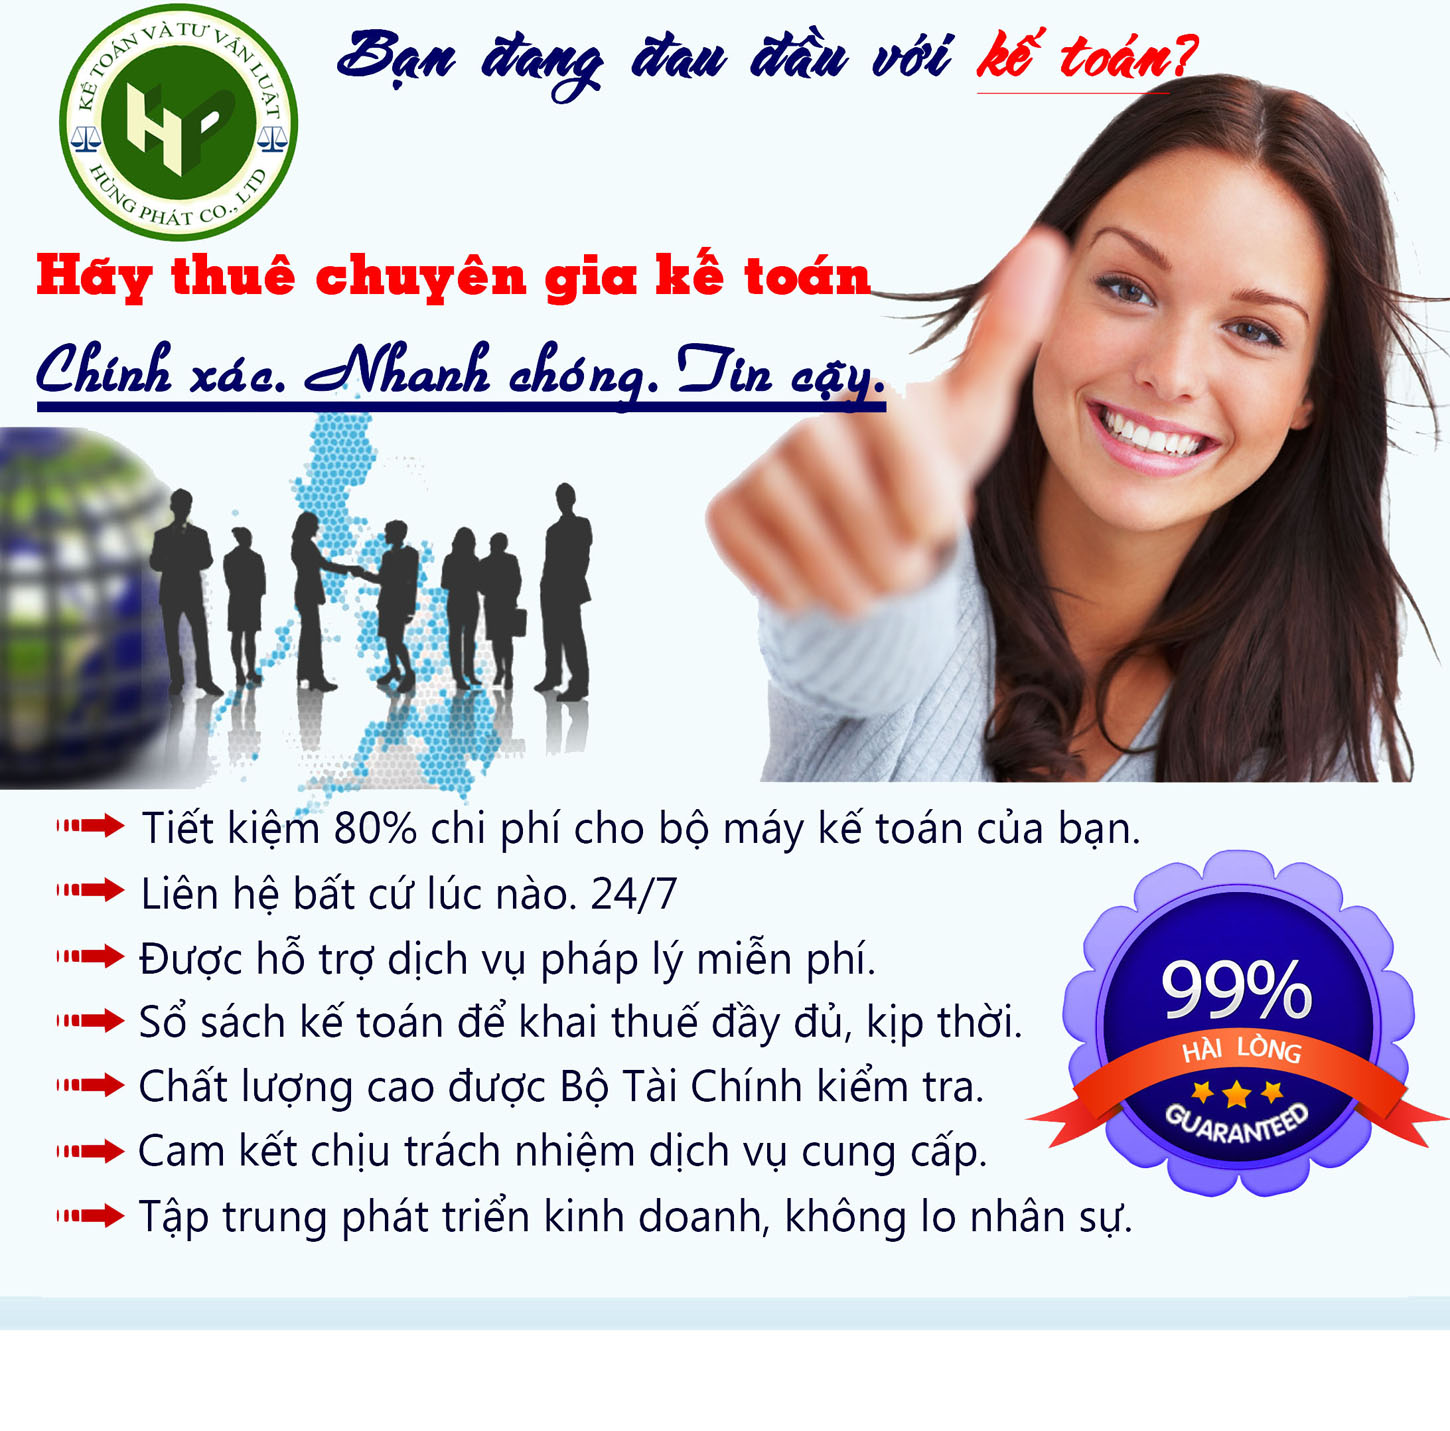 KẾ TOÁN VÀ TƯ VẤN LUẬT
HP
HÙNG PHÁT CO., LTD
Bạn đang đau đầu với kế toán?
Hãy thuê chuyên gia kế toán
Chính xác. Nhanh chóng. Tin cậy.
Tiết kiệm 80% chi phí cho bộ máy kế toán của bạn.
Liên hệ bất cứ lúc nào. 24/7
Được hỗ trợ dịch vụ pháp lý miễn phí.
Sổ sách kế toán để khai thuế đầy đủ, kịp thời.
Chất lượng cao được Bộ Tài Chính kiểm tra.
Cam kết chịu trách nhiệm dịch vụ cung cấp.
Tập trung phát triển kinh doanh, không lo nhân sự.
99%
HÀI LÒNG
GUARANTEED